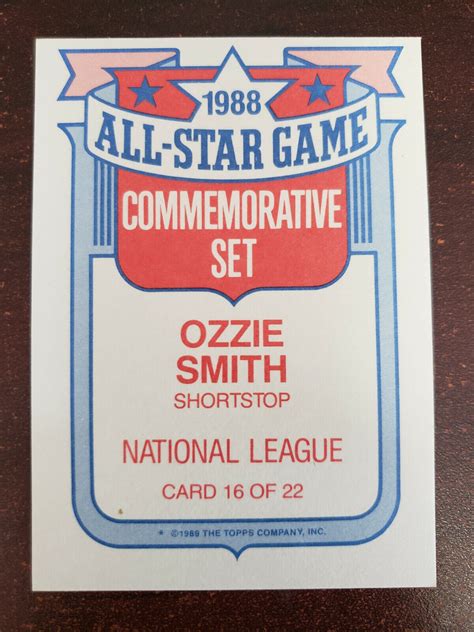 1988
ALL-STAR GAME
COMMEMORATIVE
SET
OZZIE
SMITH
SHORTSTOP
NATIONAL LEAGUE
CARD 16 OF 22
* ©1989 THE TOPPS COMPANY, INC.